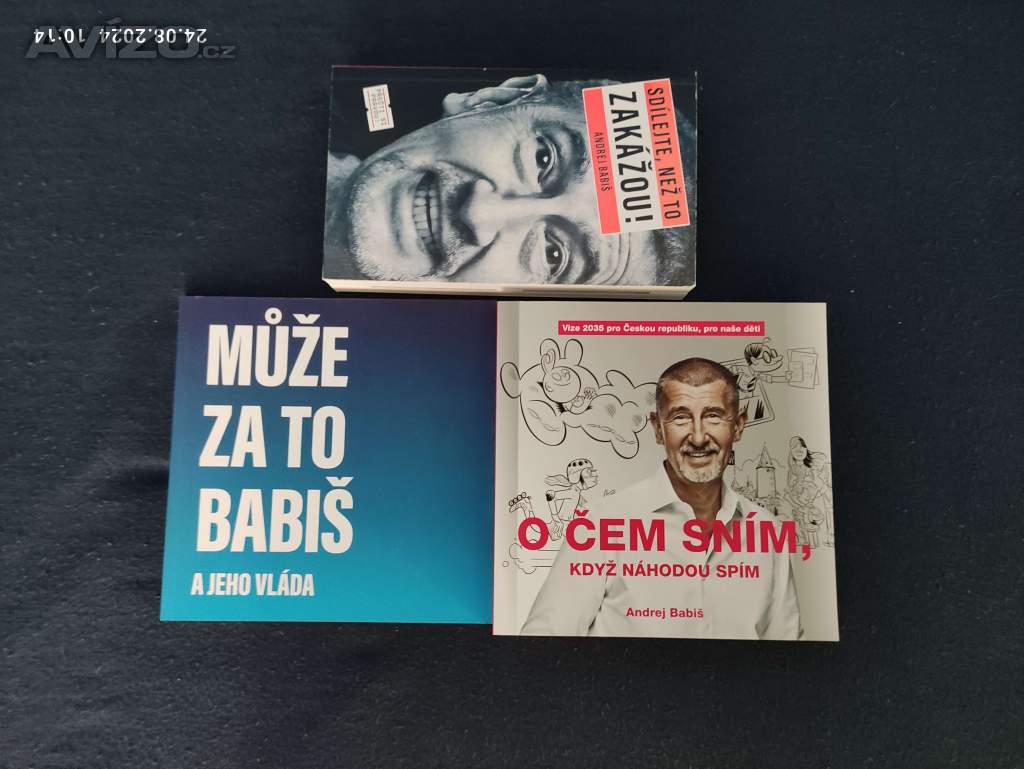 24.08.2024 10:14
AVÍZO.cz
SDÍLEJTE, NEŽ TO
ZAKÁŽOU!
ANDREJ BABIŠ
MŮŽE
ZA TO
BABIŠ
A JEHO VLÁDA
Vize 2035 pro Českou republiku, pro naše děti
O ČEM SNÍM,
KDYŽ NÁHODOU SPÍM
Andrej Babiš